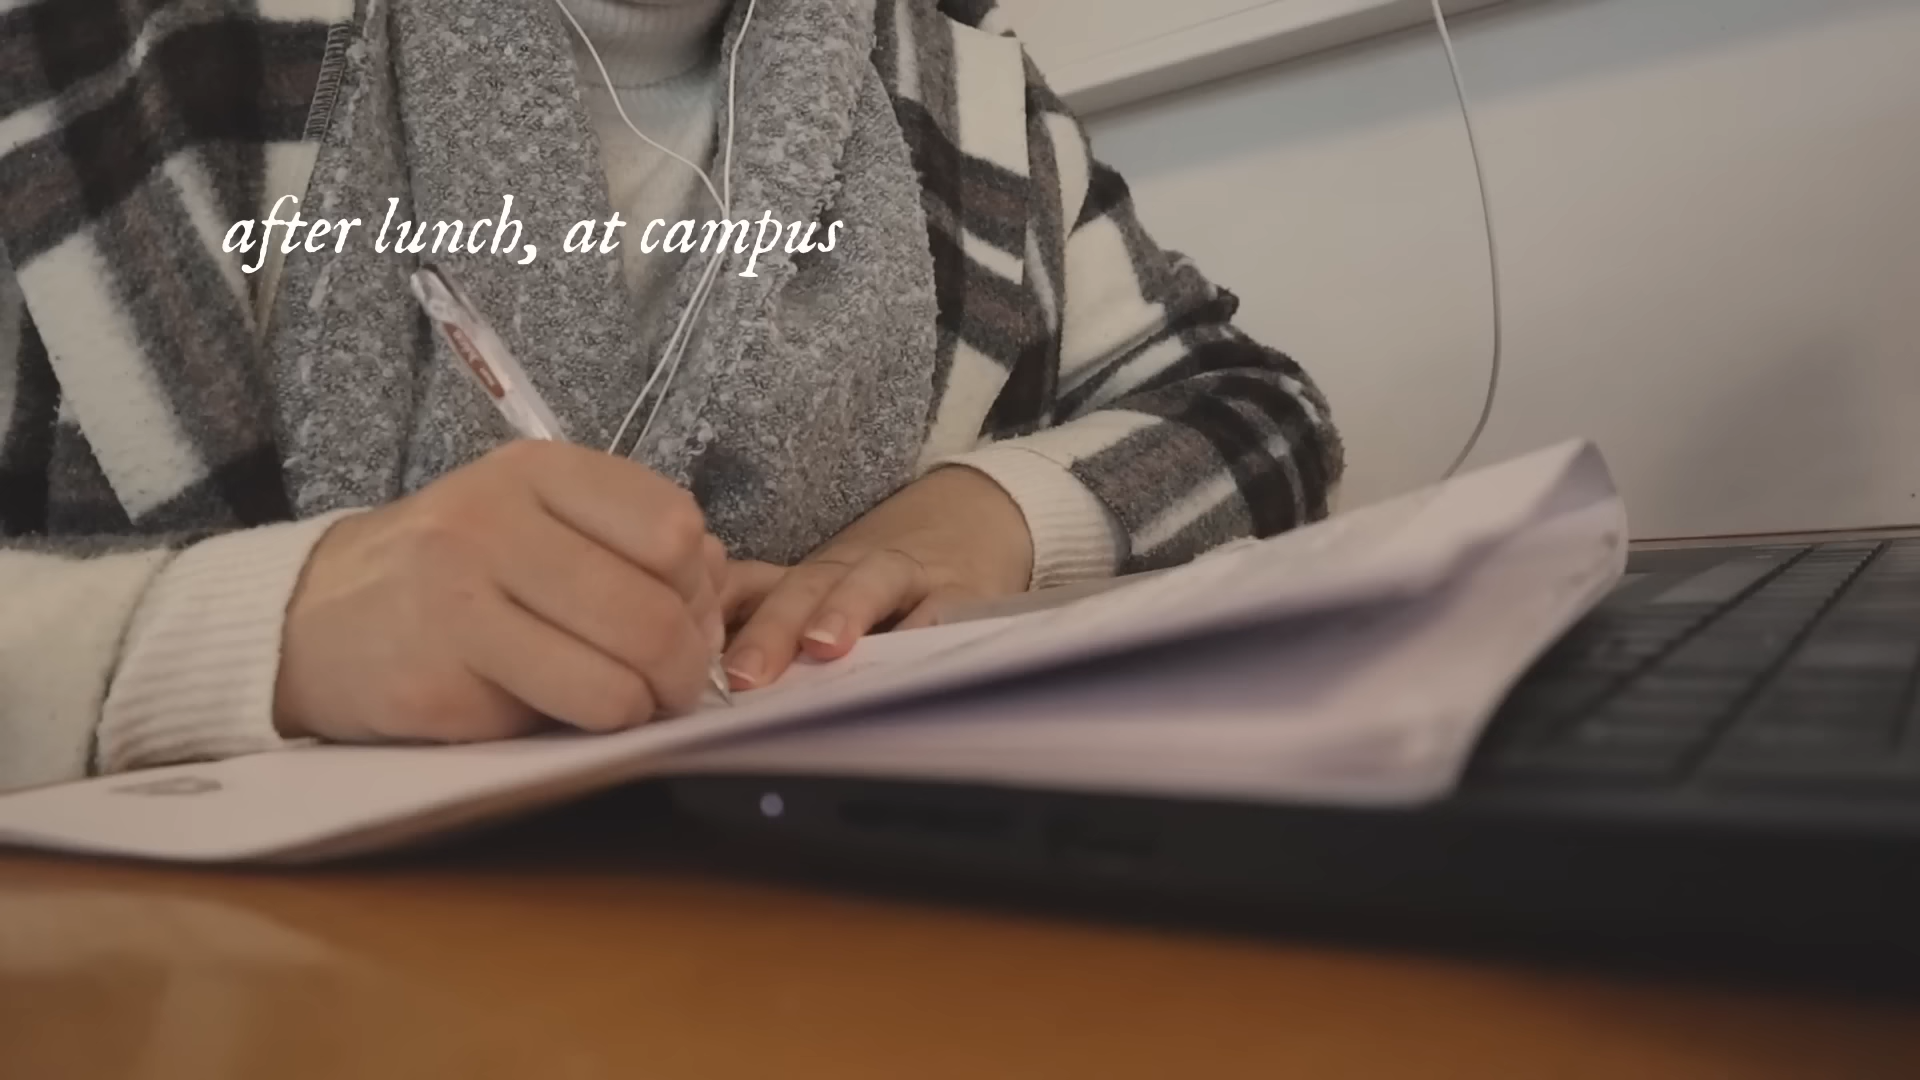 after lunch, at campus